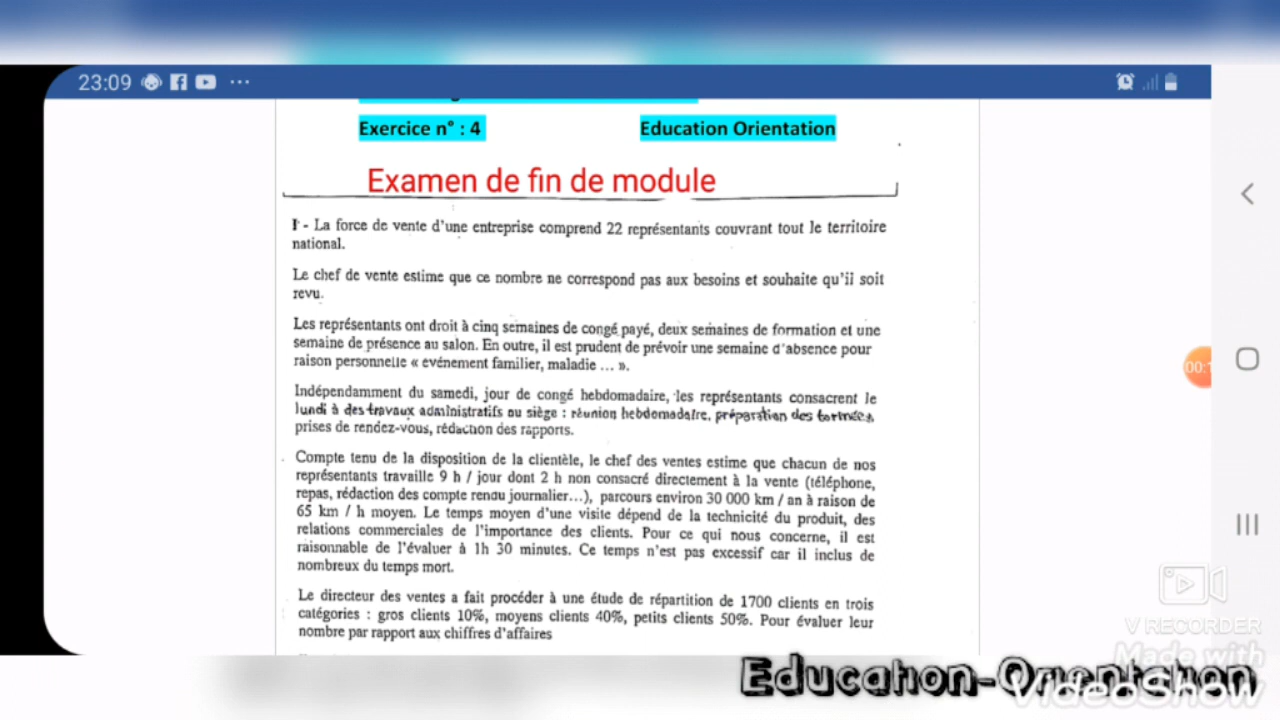 23:09
Exercice n° : 4 Education Orientation
Examen de fin de module
I - La force de vente d'une entreprise comprend 22 représentants couvrant tout le territoire
national.
Le chef de vente estime que ce nombre ne correspond pas aux besoins et souhaite qu'il soit
revu.
Les représentants ont droit à cinq semaines de congé payé, deux semaines de formation et une
semaine de présence au salon. En outre, il est prudent de prévoir une semaine d'absence pour
raison personnelle « evénement familier, maladie ... ».
Indépendamment du samedi, jour de congé hebdomadaire, les représentants consacrent le
lundi à des travaux administratifs au siège : réunion hebdomadaire, préparation des tournées,
prises de rendez-vous, rédaction des rapports.
Compte tenu de la disposition de la clientèle, le chef des ventes estime que chacun de nos
représentants travaille 9 h / jour dont 2 h non consacré directement à la vente (téléphone,
repas, rédaction des compte rendu journalier...), parcours environ 30 000 km / an à raison de
65 km / h moyen. Le temps moyen d'une visite dépend de la technicité du produit, des
relations commerciales de l'importance des clients. Pour ce qui nous concerne, il est
raisonnable de l'évaluer à 1h 30 minutes. Ce temps n'est pas excessif car il inclus de
nombreux du temps mort.
Le directeur des ventes a fait procéder à une étude de répartition de 1700 clients en trois
catégories : gros clients 10%, moyens clients 40%, petits clients 50%. Pour évaluer leur
nombre par rapport aux chiffres d'affaires
V RECORDER
Made with
VideoShow
Education-Orientation